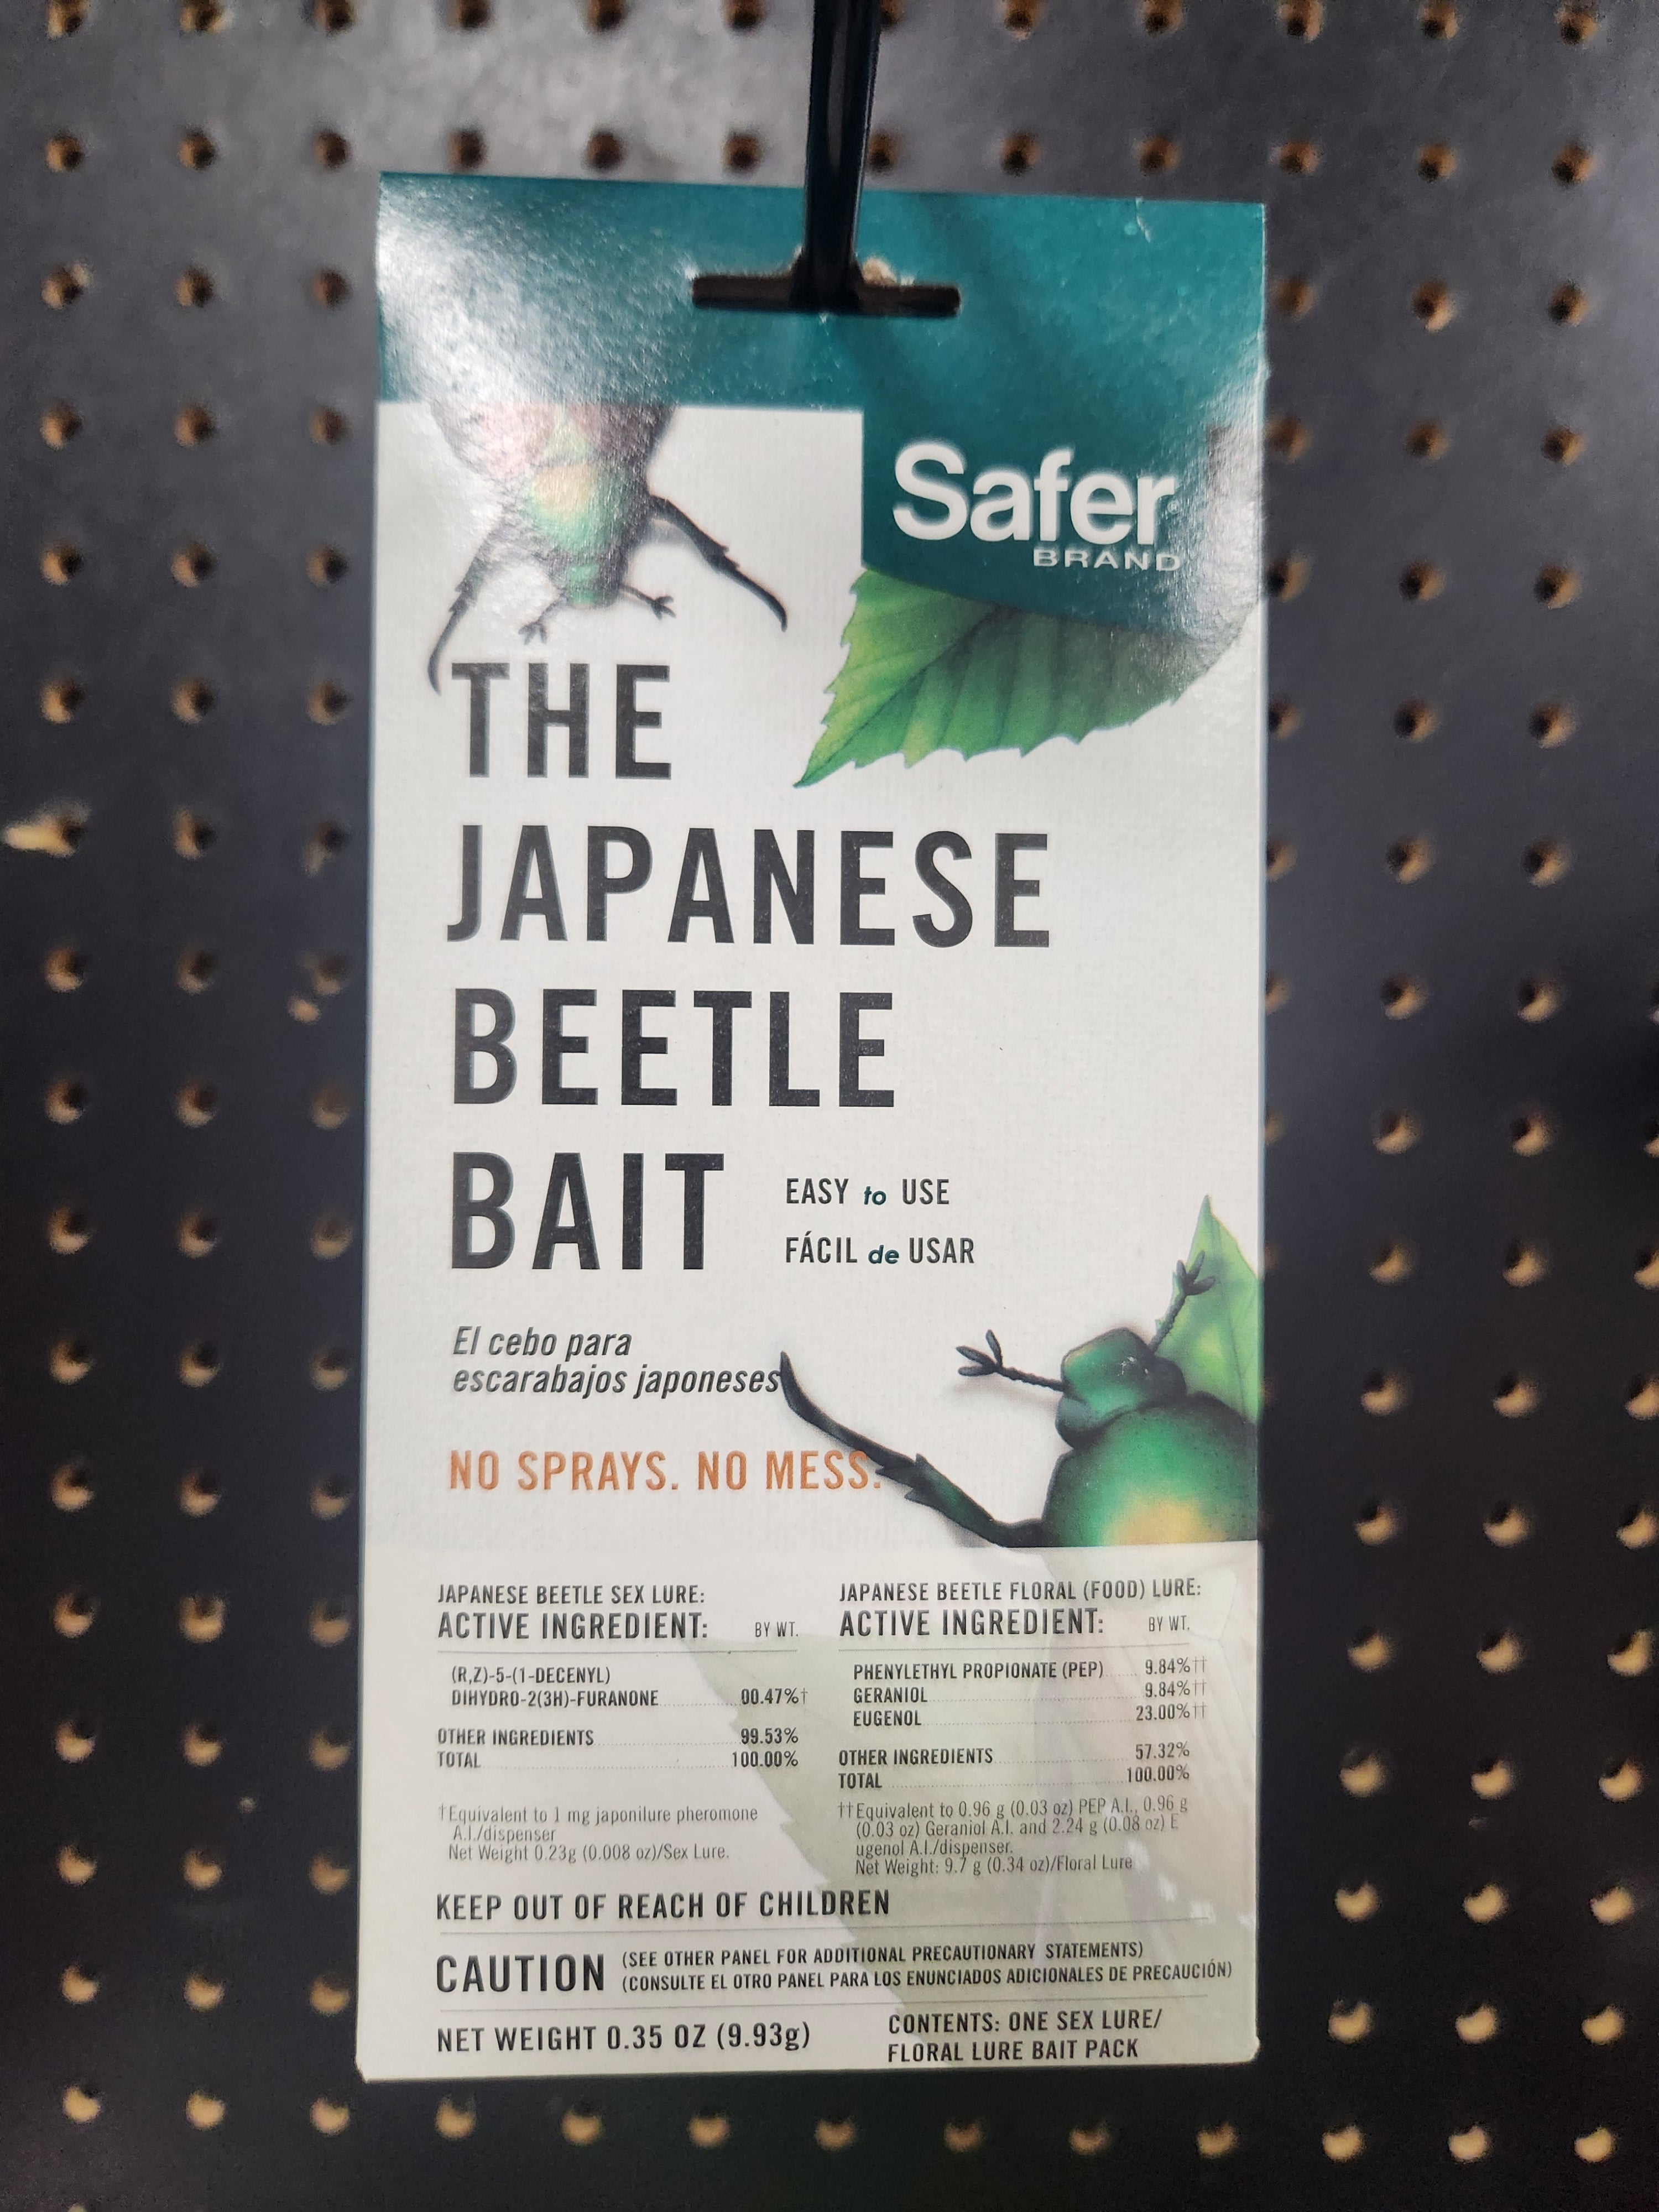 Safer®
BRAND
THE
JAPANESE
BEETLE
BAIT
EASY to USE
FÁCIL de USAR
El cebo para
escarabajos japoneses
NO SPRAYS. NO MESS.
JAPANESE BEETLE SEX LURE:
ACTIVE INGREDIENT: BY WT.
(R,Z)-5-(1-DECENYL)
DIHYDRO-2(3H)-FURANONE 00.47%†
OTHER INGREDIENTS 99.53%
TOTAL 100.00%
†Equivalent to 1 mg japonilure pheromone
A.I./dispenser
Net Weight 0.23g (0.008 oz)/Sex Lure.
JAPANESE BEETLE FLORAL (FOOD) LURE:
ACTIVE INGREDIENT: BY WT.
PHENYLETHYL PROPIONATE (PEP) 9.84%††
GERANIOL 9.84%††
EUGENOL 23.00%††
OTHER INGREDIENTS 57.32%
TOTAL 100.00%
††Equivalent to 0.96 g (0.03 oz) PEP A.I., 0.96 g
(0.03 oz) Geraniol A.I. and 2.24 g (0.08 oz) E
ugenol A.I./dispenser.
Net Weight: 9.7 g (0.34 oz)/Floral Lure
KEEP OUT OF REACH OF CHILDREN
CAUTION (SEE OTHER PANEL FOR ADDITIONAL PRECAUTIONARY STATEMENTS)
(CONSULTE EL OTRO PANEL PARA LOS ENUNCIADOS ADICIONALES DE PRECAUCIÓN)
NET WEIGHT 0.35 OZ (9.93g)
CONTENTS: ONE SEX LURE/
FLORAL LURE BAIT PACK